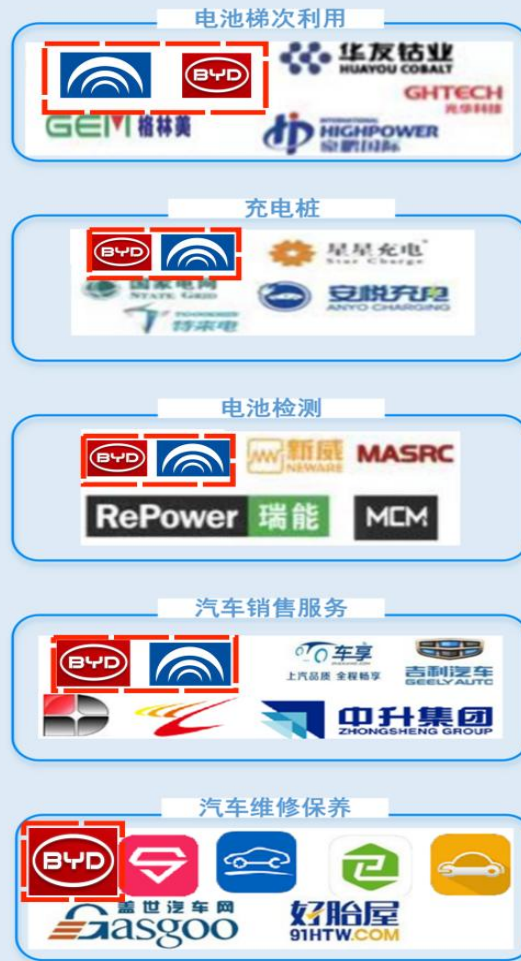 电池梯次利用
BYD
华友钴业
HUAYOU COBALT
GHTECH
光华科技
GEM 格林美
INTERNATIONAL
HIGHPOWER
豪鹏国际
充电桩
BYD
星星充电
Star Charge
国家电网
STATE GRID
安悦充电
ANYO CHARGING
特来电
电池检测
BYD
新威
NEWARE
MASRC
RePower 瑞能
MCM
汽车销售服务
BYD
车享
上汽品质 全程畅享
吉利汽车
GEELY AUTO
中升集团
ZHONGSHENG GROUP
汽车维修保养
BYD
盖世汽车网
Gasgoo
好胎屋
91HTW.COM